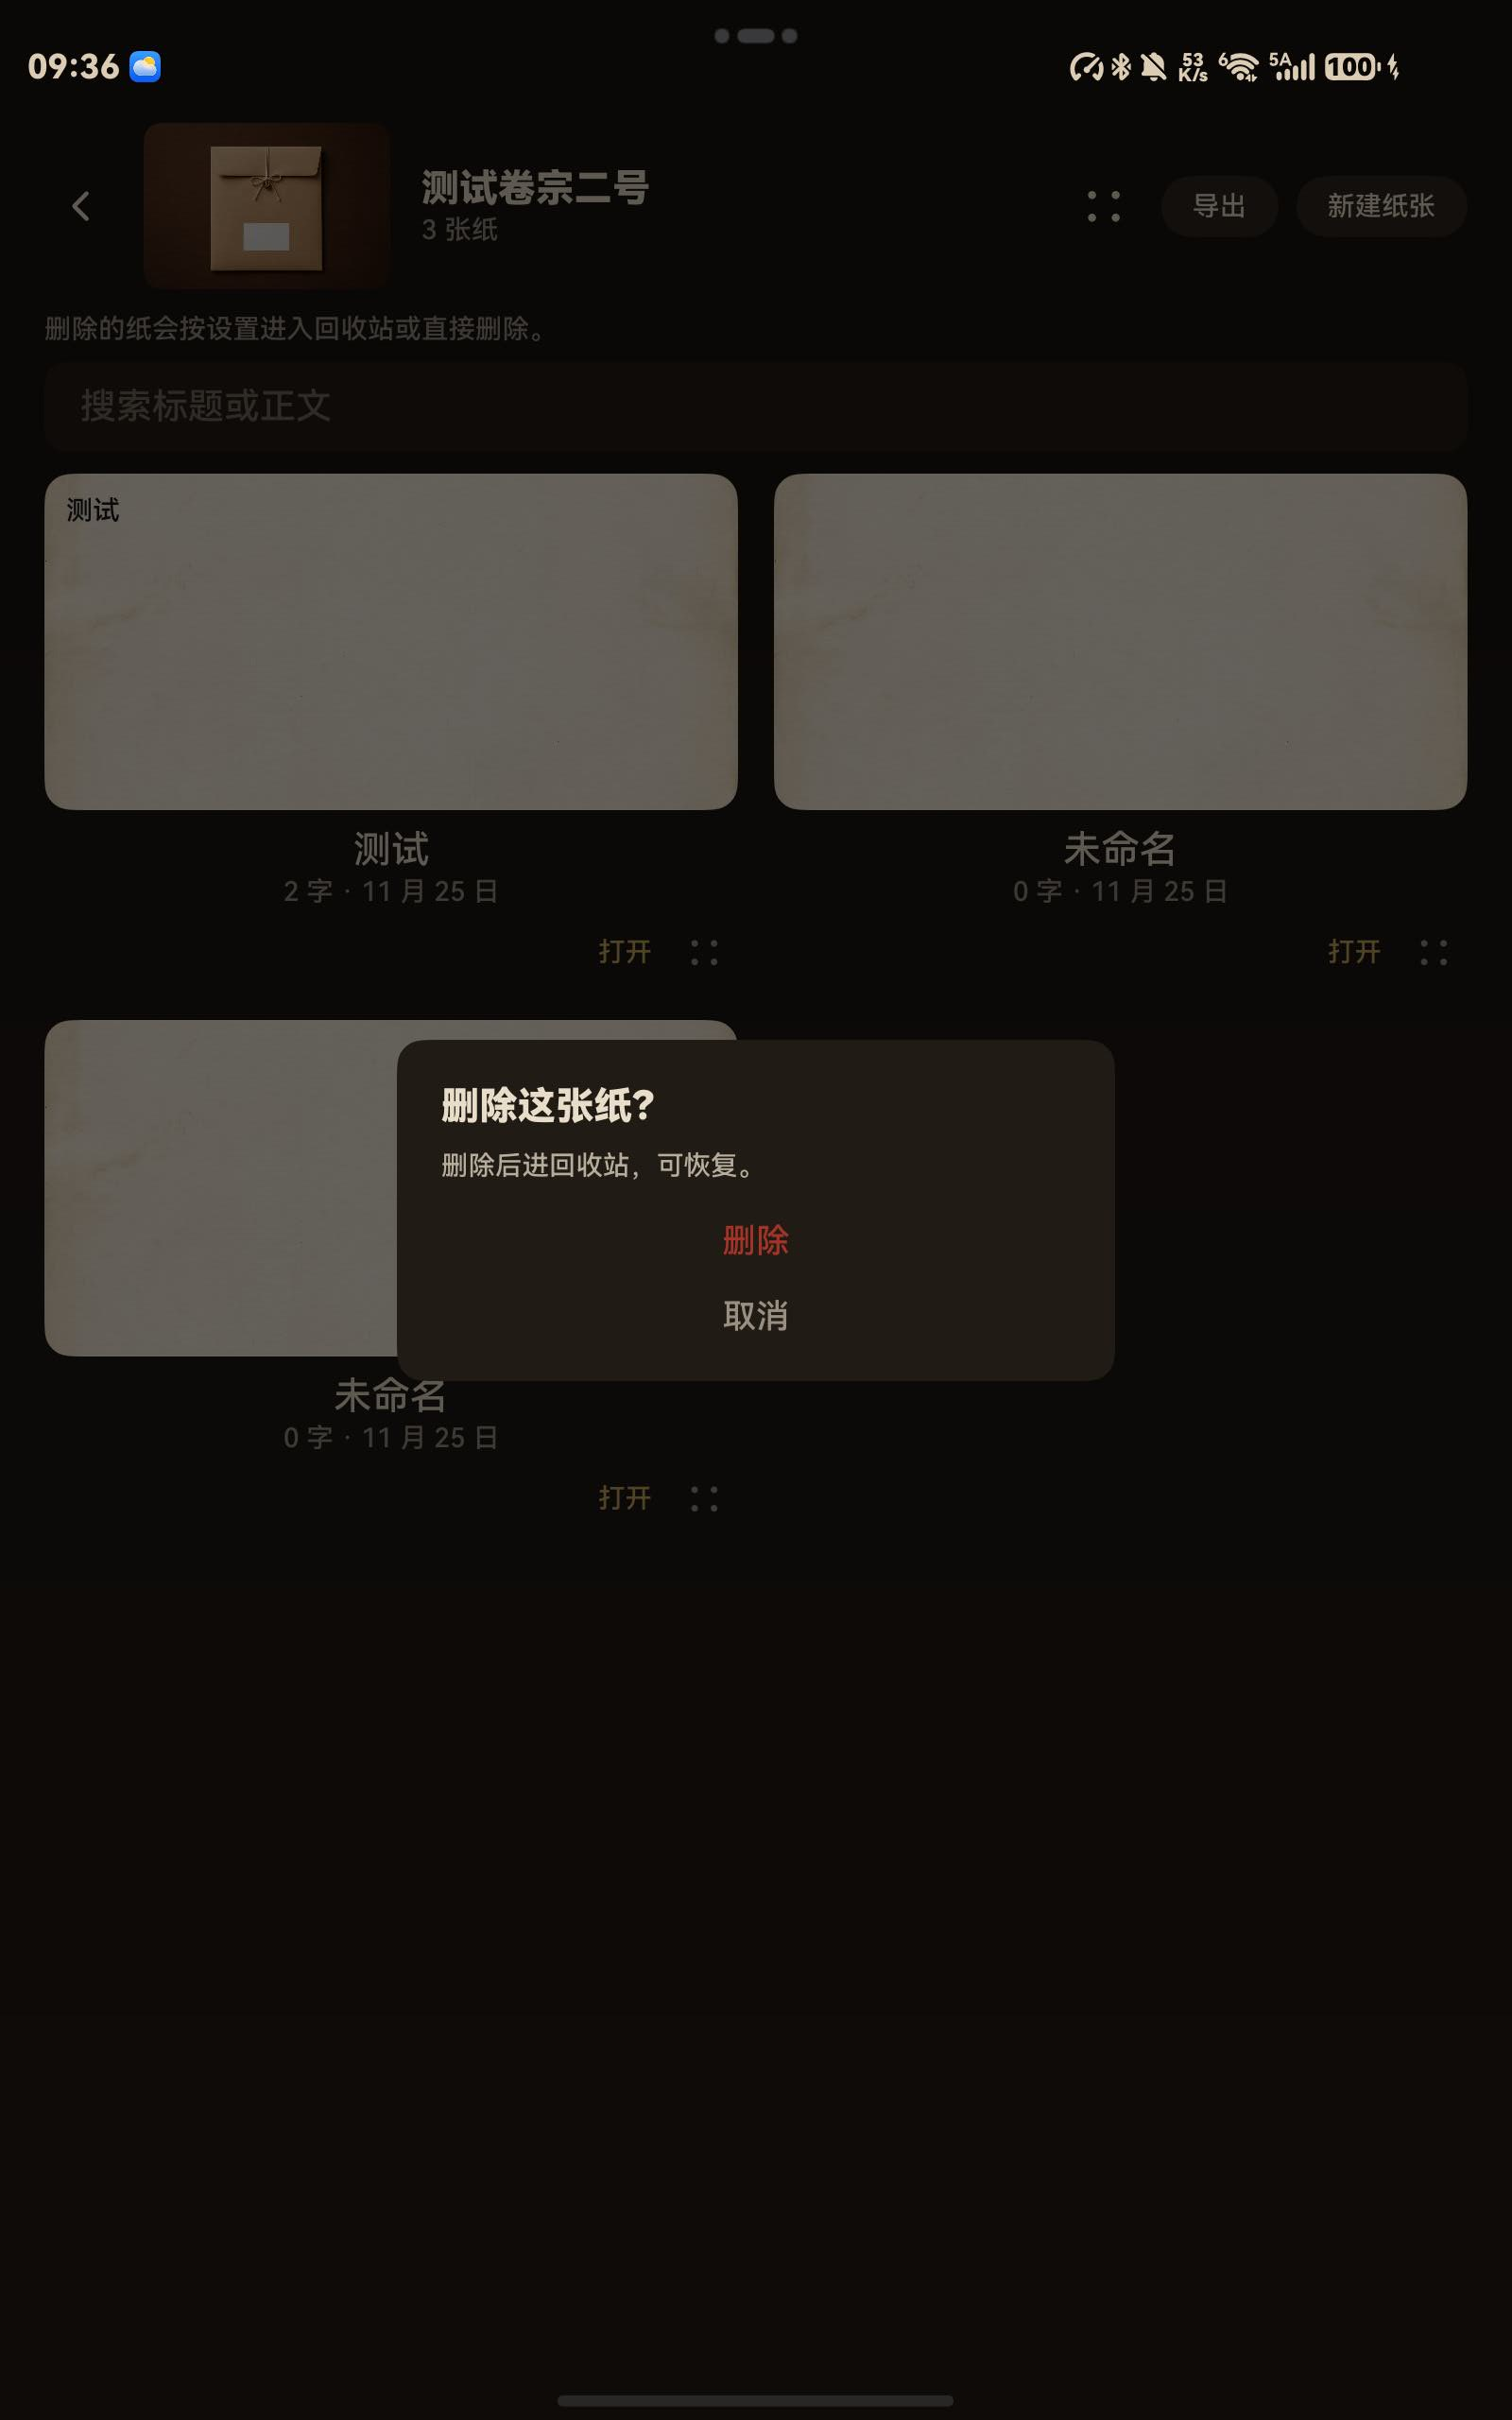 09:36
53
K/s
6
5A
100
测试卷宗二号
3 张纸
导出
新建纸张
删除的纸会按设置进入回收站或直接删除。
搜索标题或正文
测试
测试
2 字 · 11 月 25 日
打开
未命名
0 字 · 11 月 25 日
打开
删除这张纸?
删除后进回收站，可恢复。
删除
取消
未命名
0 字 · 11 月 25 日
打开